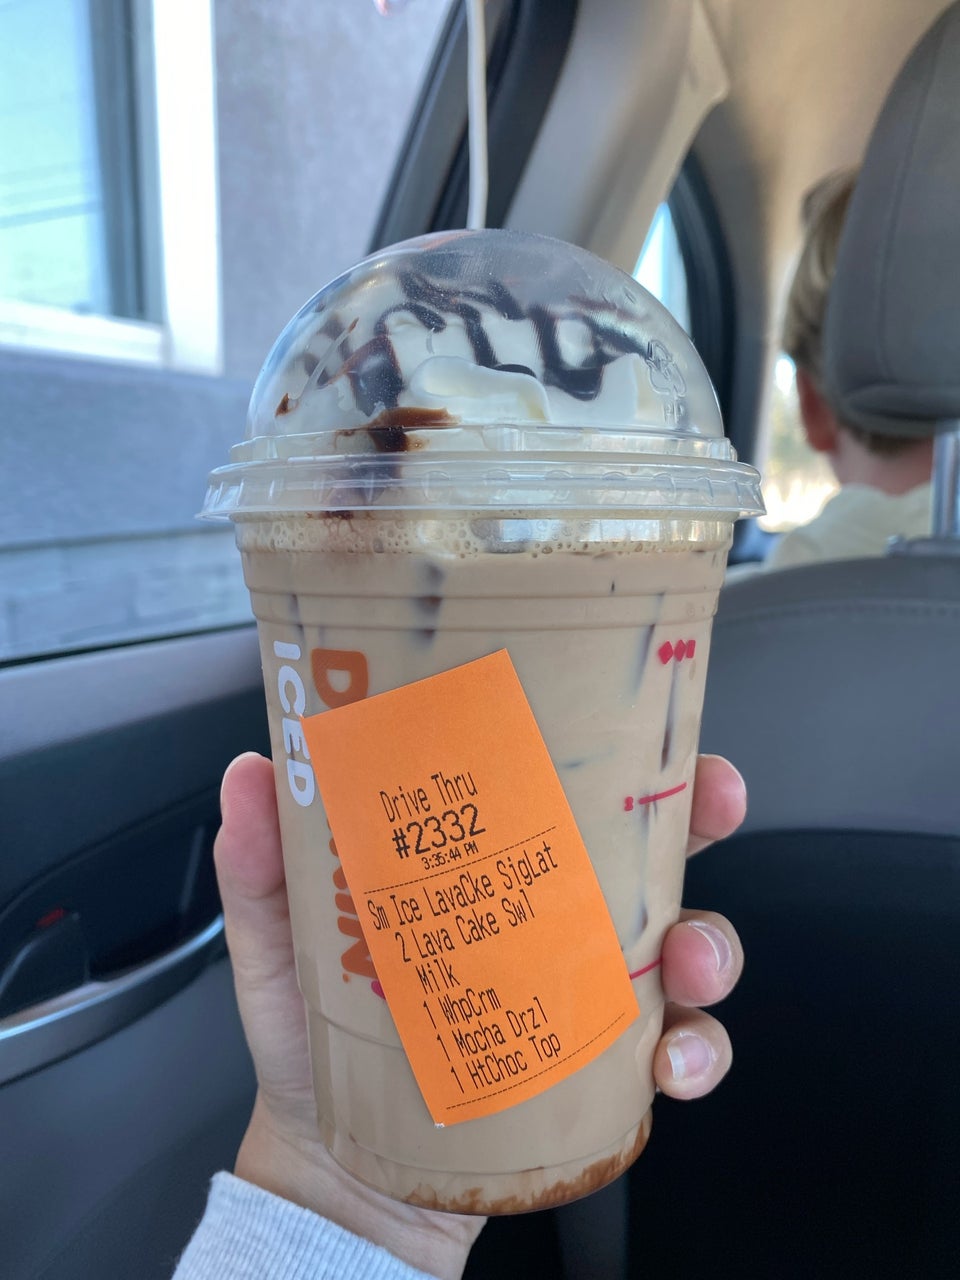 ICED
Drive Thru
#2332
3:35:44 PM
Sm Ice LavaCke SigLat
2 Lava Cake Swl
Milk
1 WhpCrm
1 Mocha Drzl
1 HtChoc Top